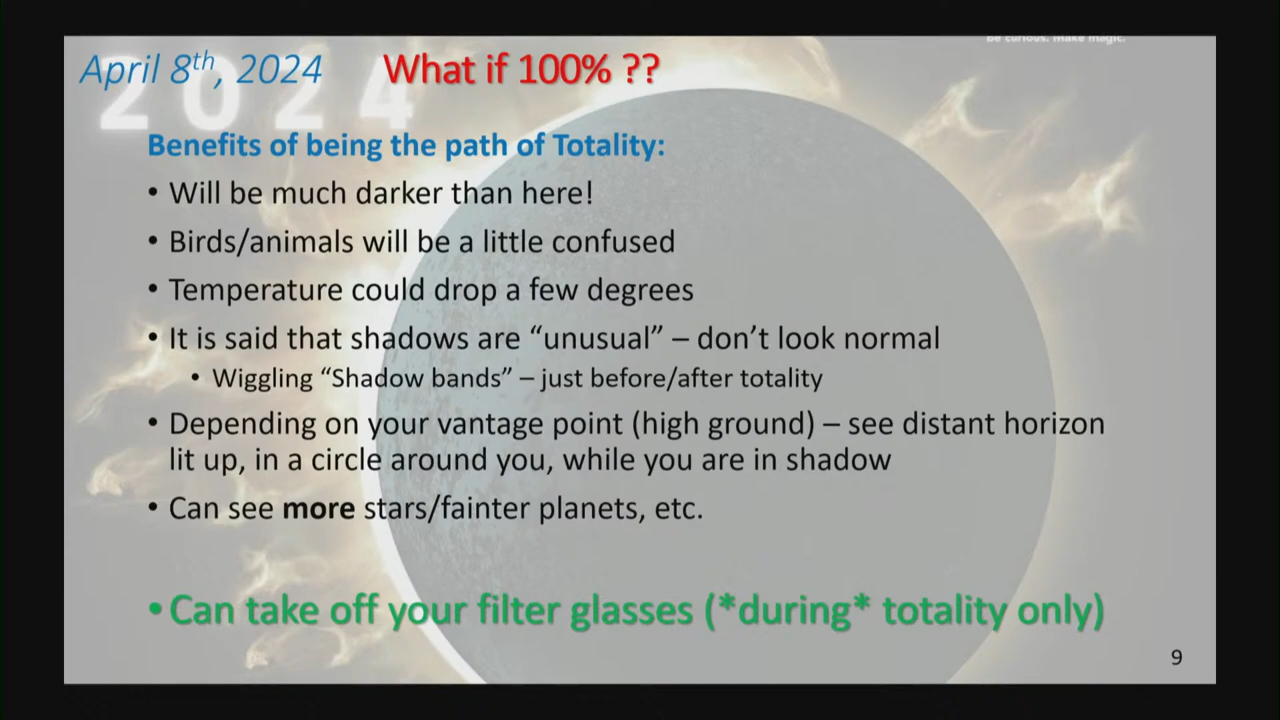 be curious. make magic.
April 8th, 2024 What if 100% ??
2024
Benefits of being the path of Totality:
• Will be much darker than here!
• Birds/animals will be a little confused
• Temperature could drop a few degrees
• It is said that shadows are “unusual” – don’t look normal
• Wiggling “Shadow bands” – just before/after totality
• Depending on your vantage point (high ground) – see distant horizon
lit up, in a circle around you, while you are in shadow
• Can see more stars/fainter planets, etc.
• Can take off your filter glasses (*during* totality only)
9